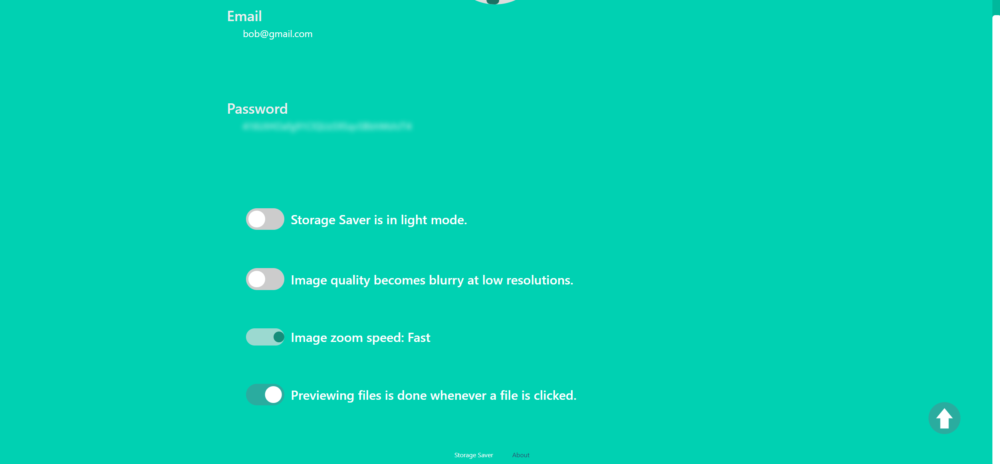 Email
bob@gmail.com
Password
Storage Saver is in light mode.
Image quality becomes blurry at low resolutions.
Image zoom speed: Fast
Previewing files is done whenever a file is clicked.
Storage Saver About